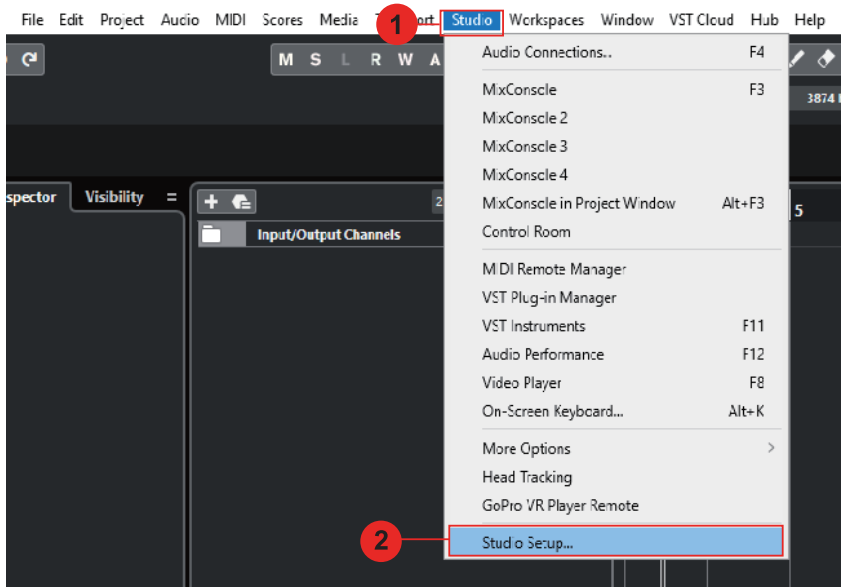 File Edit Project Audio MIDI Scores Media Studio Workspaces Window VST Cloud Hub Help
1
M S L R W A
3874
Audio Connections... F4
MixConsole F3
MixConsole 2
MixConsole 3
MixConsole 4
MixConsole in Project Window Alt+F3
Control Room
MIDI Remote Manager
VST Plug-in Manager
VST Instruments F11
Audio Performance F12
Video Player F8
On-Screen Keyboard... Alt+K
More Options >
Head Tracking
GoPro VR Player Remote
Studio Setup...
2
spector Visibility
2
5
Input/Output Channels